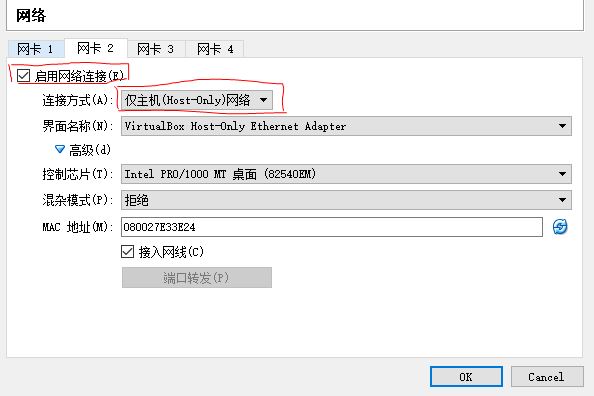 网络
网卡 1 网卡 2 网卡 3 网卡 4
启用网络连接(E)
连接方式(A): 仅主机(Host-Only)网络
界面名称(N): VirtualBox Host-Only Ethernet Adapter
高级(d)
控制芯片(T): Intel PRO/1000 MT 桌面 (82540EM)
混杂模式(P): 拒绝
MAC 地址(M): 080027E33E24
接入网线(C)
端口转发(P)
OK Cancel